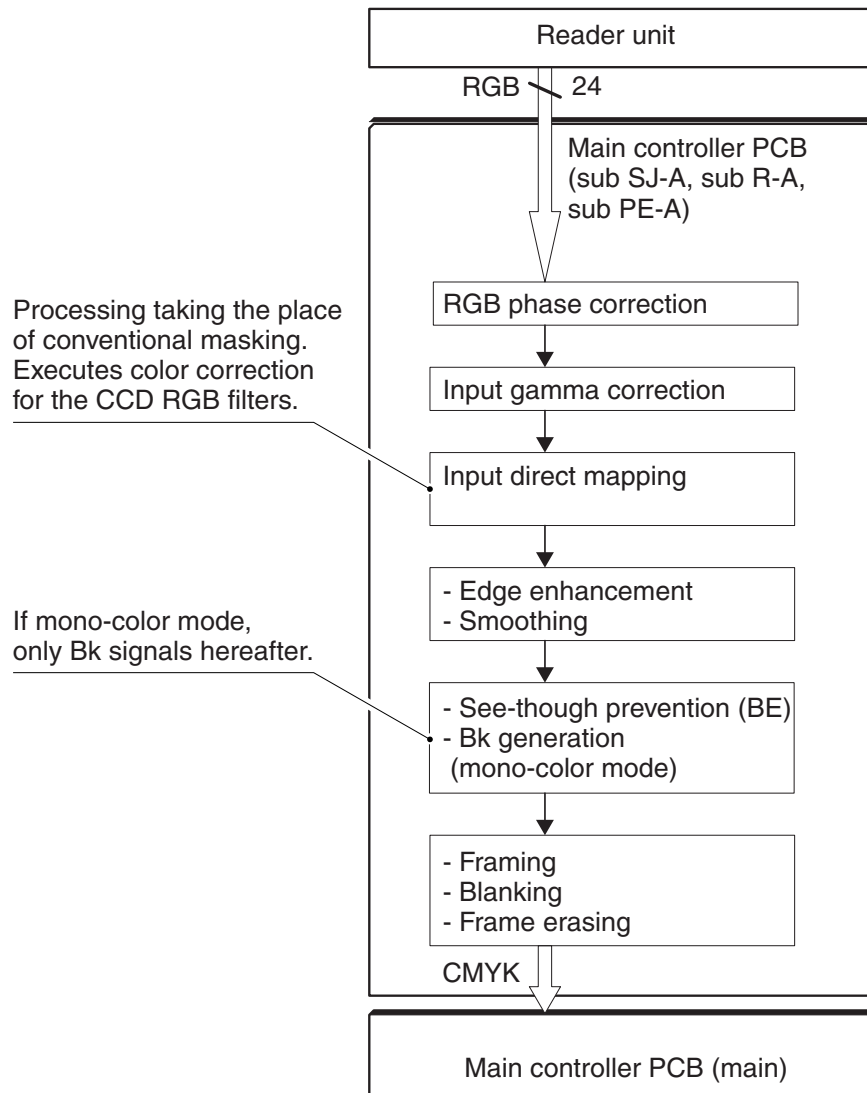 Reader unit
RGB 24
Main controller PCB
(sub SJ-A, sub R-A,
sub PE-A)
RGB phase correction
Processing taking the place
of conventional masking.
Executes color correction
for the CCD RGB filters.
Input gamma correction
Input direct mapping
- Edge enhancement
- Smoothing
If mono-color mode,
only Bk signals hereafter.
- See-though prevention (BE)
- Bk generation
(mono-color mode)
- Framing
- Blanking
- Frame erasing
CMYK
Main controller PCB (main)